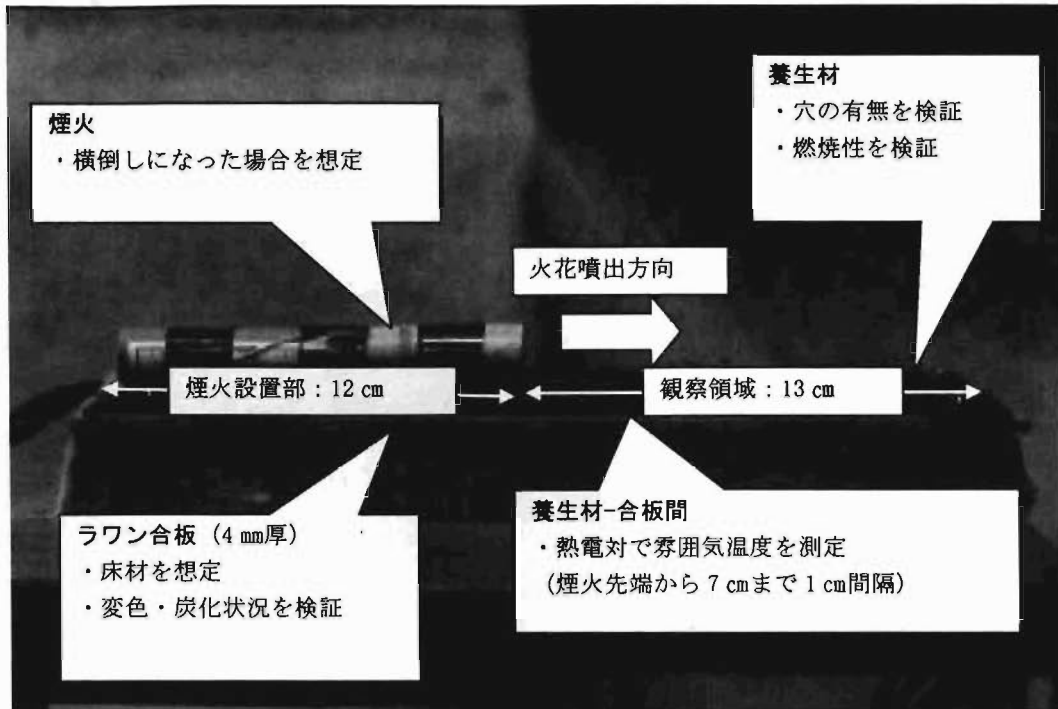 煙火
・横倒しになった場合を想定
養生材
・穴の有無を検証
・燃焼性を検証
火花噴出方向
煙火設置部：12 ㎝
観察領域：13 ㎝
ラワン合板（4 ㎜厚）
・床材を想定
・変色・炭化状況を検証
養生材-合板間
・熱電対で雰囲気温度を測定
（煙火先端から 7 ㎝まで 1 ㎝間隔）